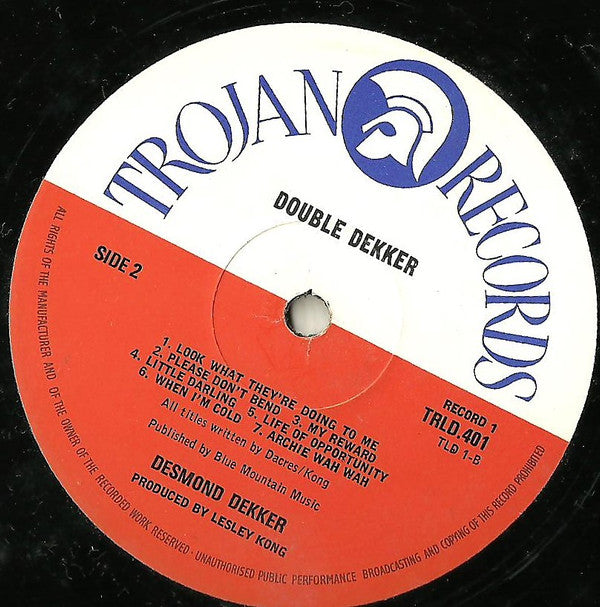 TROJAN RECORDS
DOUBLE DEKKER
SIDE 2
RECORD 1
TRLD.401
TLD 1-B
1. LOOK WHAT THEY'RE DOING TO ME
2. PLEASE DON'T BEND 3. MY REWARD
4. LITTLE DARLING 5. LIFE OF OPPORTUNITY
6. WHEN I'M COLD 7. ARCHIE WAH WAH
All titles written by Dacres/Kong
Published by Blue Mountain Music
DESMOND DEKKER
PRODUCED BY LESLEY KONG
ALL RIGHTS OF THE MANUFACTURER AND OF THE OWNER OF THE RECORDED WORK RESERVED · UNAUTHORISED PUBLIC PERFORMANCE BROADCASTING AND COPYING OF THIS RECORD PROHIBITED